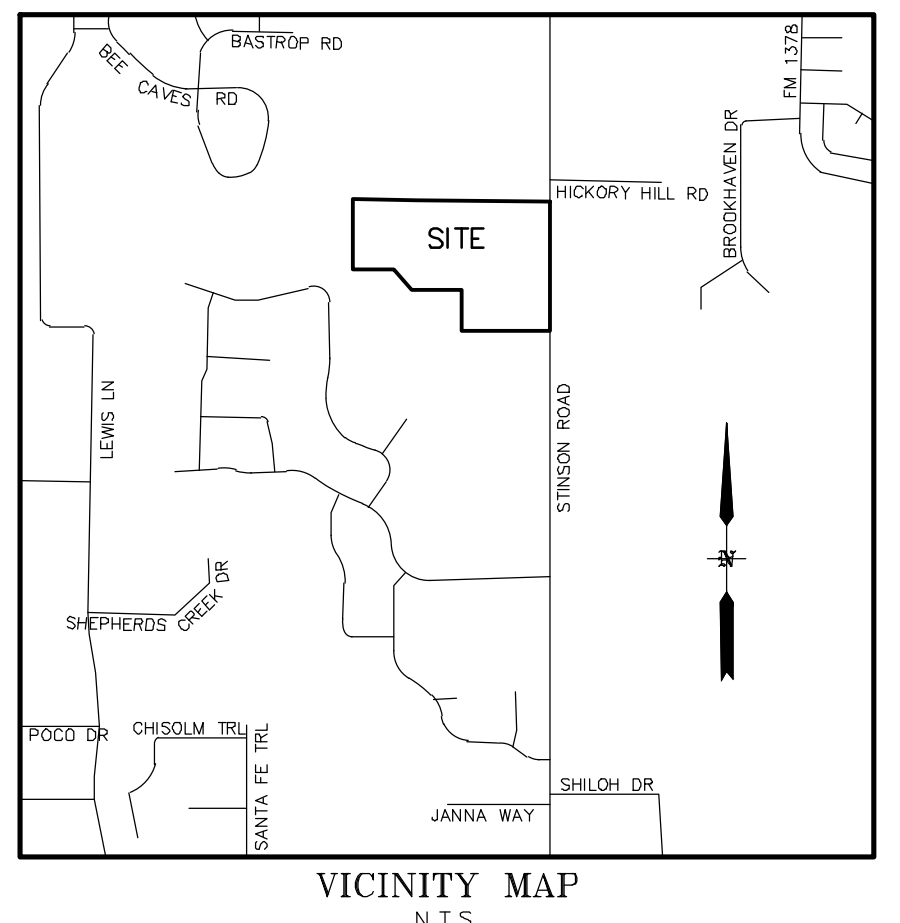 BASTROP RD
BEE CAVES RD
FM 1378
BROOKHAVEN DR
HICKORY HILL RD
SITE
LEWIS LN
STINSON ROAD
N
SHEPHERDS CREEK DR
POCO DR
CHISOLM TRL
SANTA FE TRL
SHILOH DR
JANNA WAY
VICINITY MAP
N.T.S.